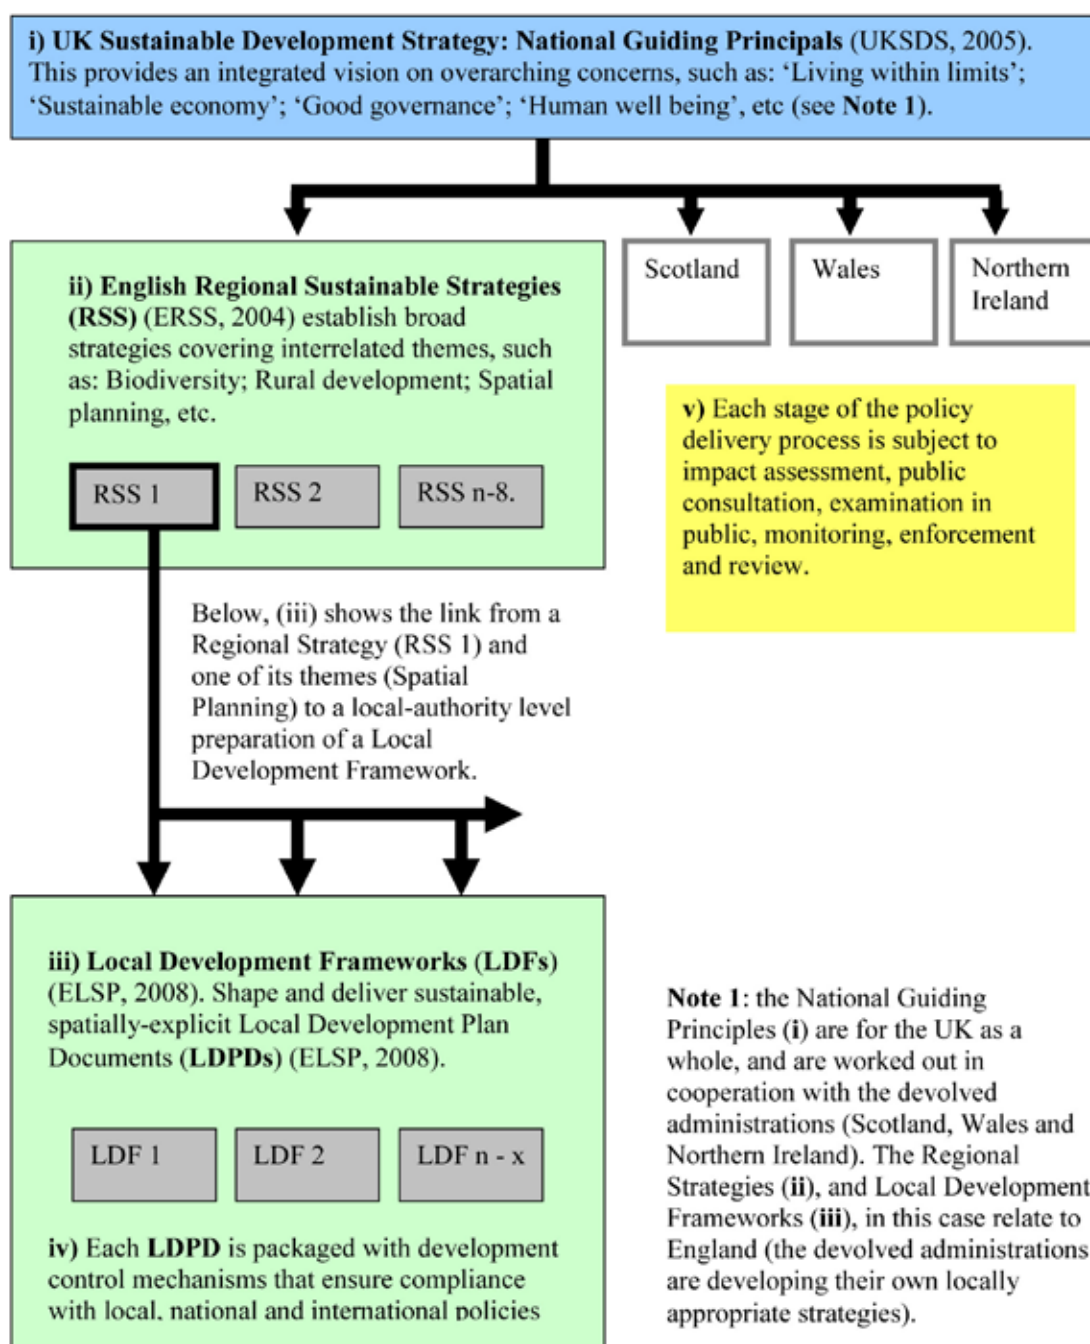 i) UK Sustainable Development Strategy: National Guiding Principals (UKSDS, 2005).
This provides an integrated vision on overarching concerns, such as: ‘Living within limits’;
‘Sustainable economy’; ‘Good governance’; ‘Human well being’, etc (see Note 1).
ii) English Regional Sustainable Strategies
(RSS) (ERSS, 2004) establish broad
strategies covering interrelated themes, such
as: Biodiversity; Rural development; Spatial
planning, etc.
RSS 1
RSS 2
RSS n-8.
Scotland
Wales
Northern
Ireland
v) Each stage of the policy
delivery process is subject to
impact assessment, public
consultation, examination in
public, monitoring, enforcement
and review.
Below, (iii) shows the link from a
Regional Strategy (RSS 1) and
one of its themes (Spatial
Planning) to a local-authority level
preparation of a Local
Development Framework.
iii) Local Development Frameworks (LDFs)
(ELSP, 2008). Shape and deliver sustainable,
spatially-explicit Local Development Plan
Documents (LDPDs) (ELSP, 2008).
LDF 1
LDF 2
LDF n - x
iv) Each LDPD is packaged with development
control mechanisms that ensure compliance
with local, national and international policies
Note 1: the National Guiding
Principles (i) are for the UK as a
whole, and are worked out in
cooperation with the devolved
administrations (Scotland, Wales and
Northern Ireland). The Regional
Strategies (ii), and Local Development
Frameworks (iii), in this case relate to
England (the devolved administrations
are developing their own locally
appropriate strategies).